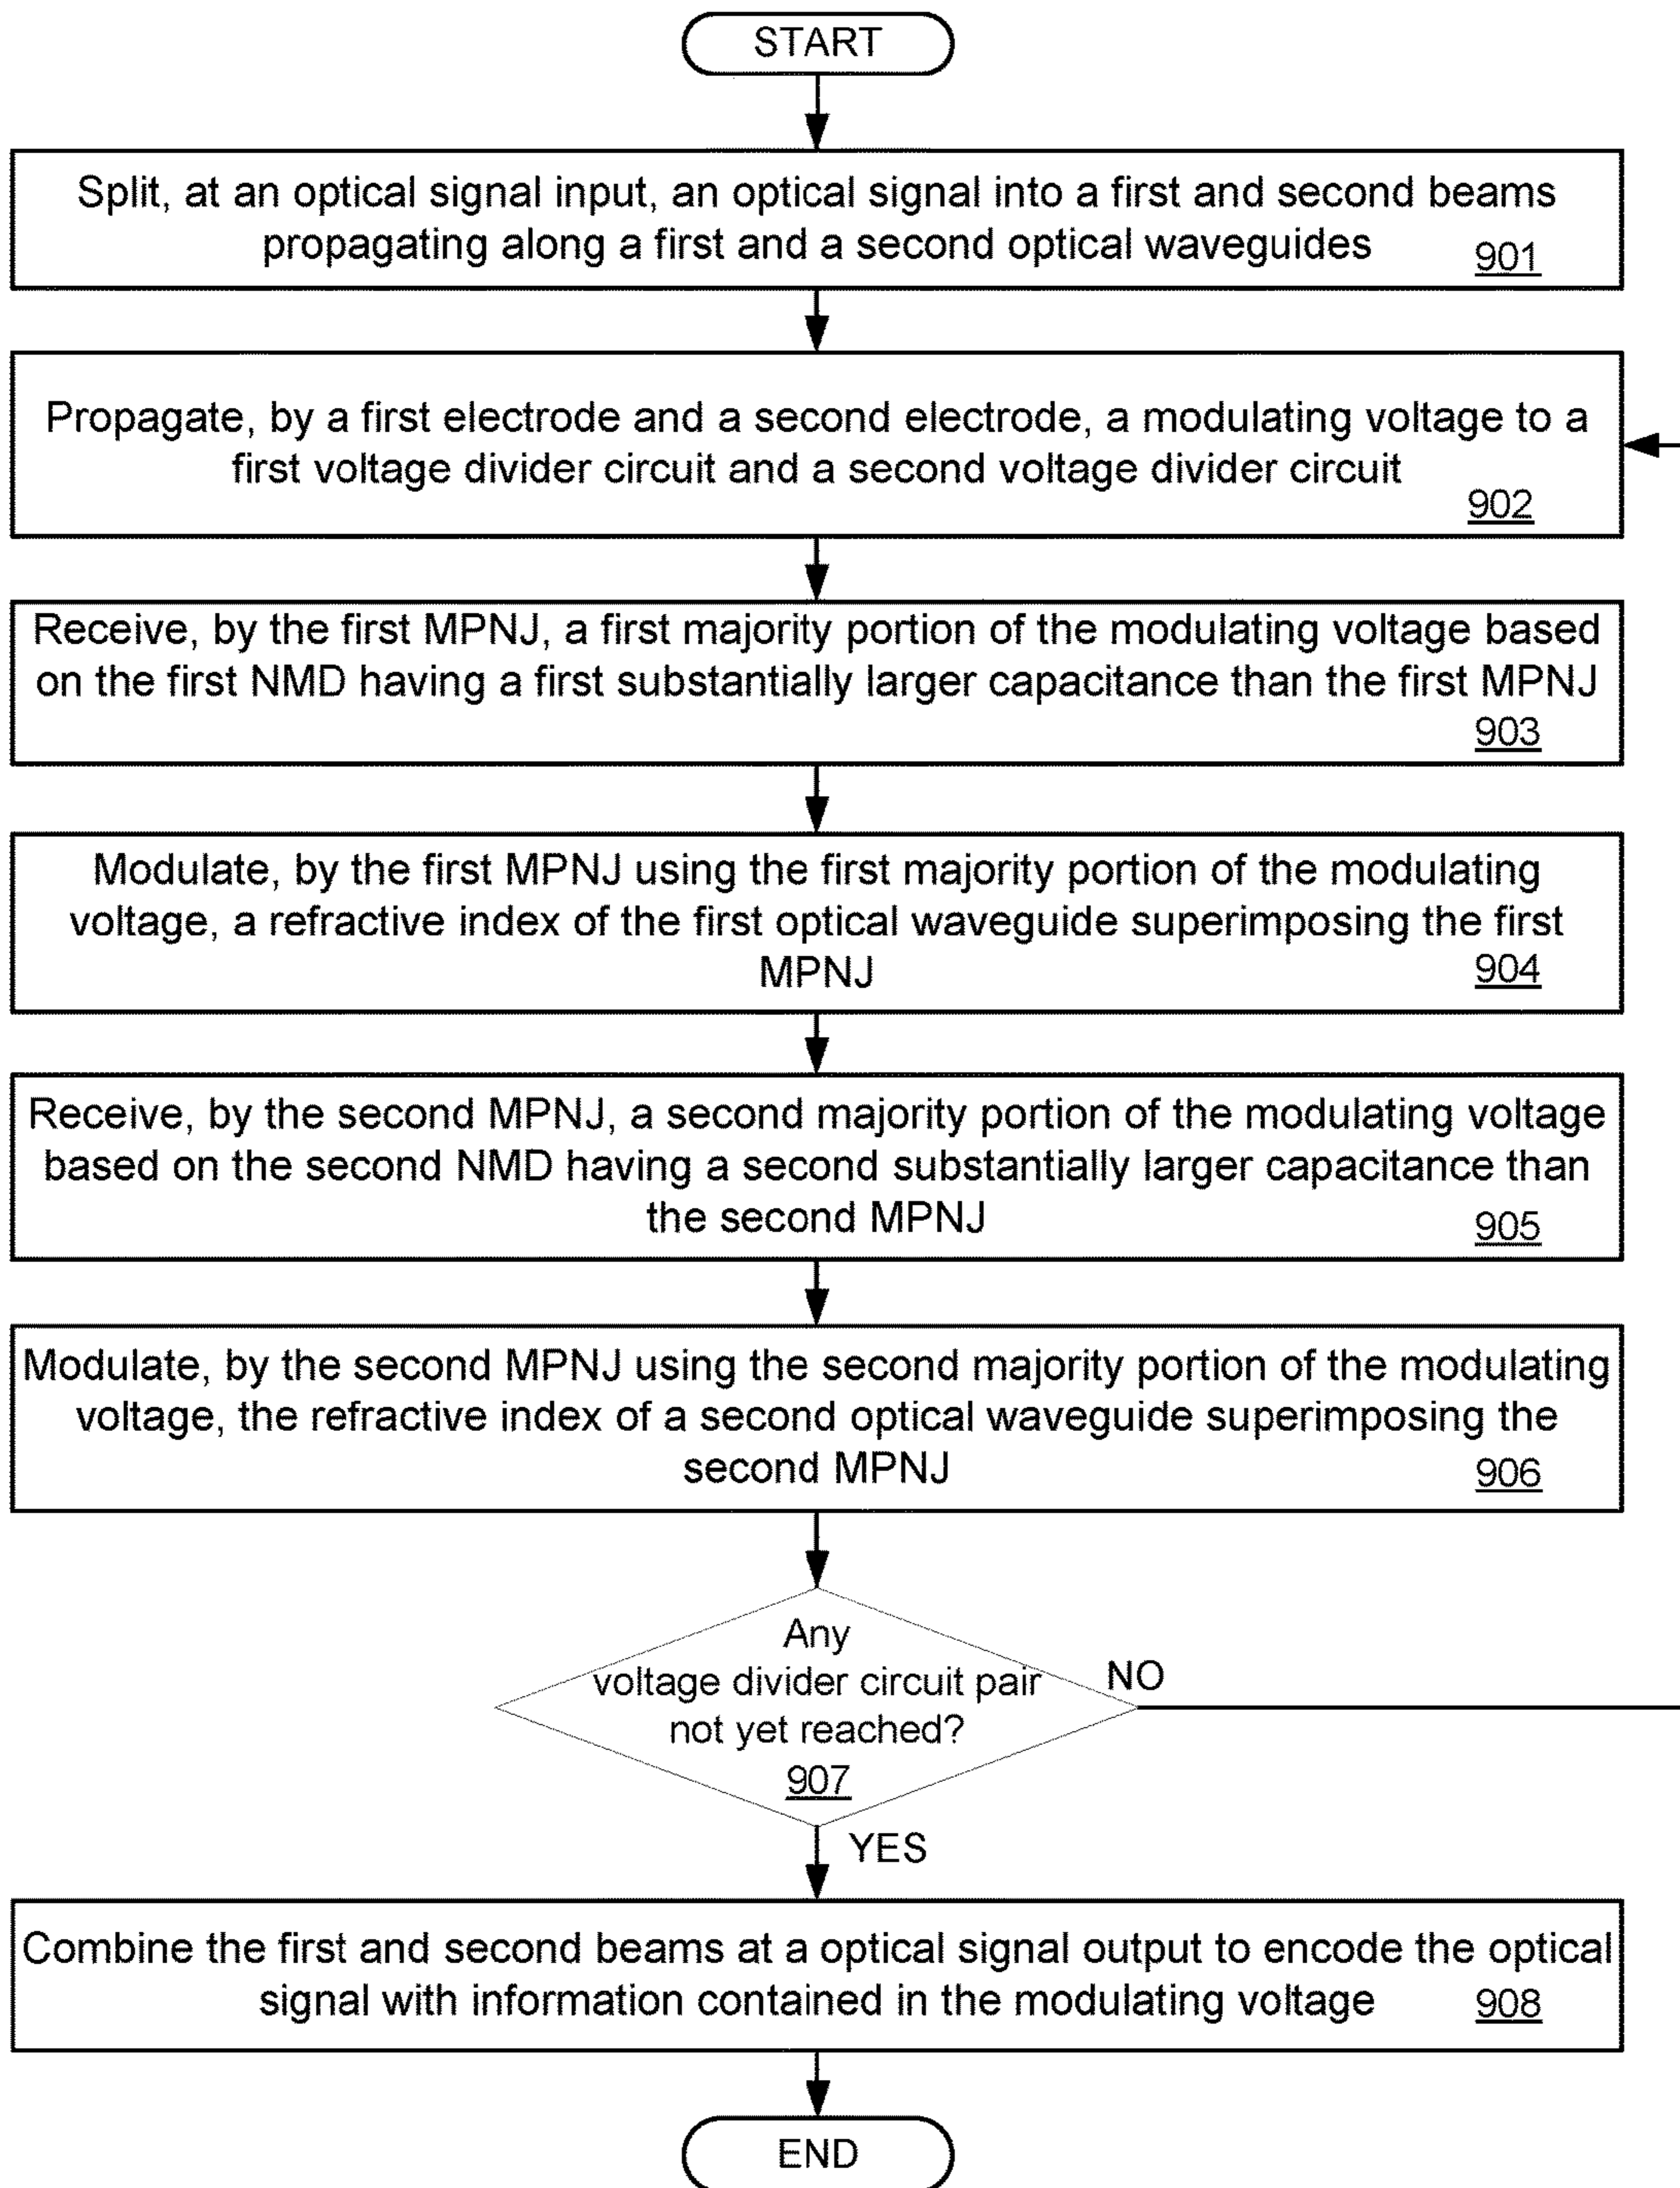 START
Split, at an optical signal input, an optical signal into a first and second beams
propagating along a first and a second optical waveguides
901
Propagate, by a first electrode and a second electrode, a modulating voltage to a
first voltage divider circuit and a second voltage divider circuit
902
Receive, by the first MPNJ, a first majority portion of the modulating voltage based
on the first NMD having a first substantially larger capacitance than the first MPNJ
903
Modulate, by the first MPNJ using the first majority portion of the modulating
voltage, a refractive index of the first optical waveguide superimposing the first
MPNJ
904
Receive, by the second MPNJ, a second majority portion of the modulating voltage
based on the second NMD having a second substantially larger capacitance than
the second MPNJ
905
Modulate, by the second MPNJ using the second majority portion of the modulating
voltage, the refractive index of a second optical waveguide superimposing the
second MPNJ
906
Any
voltage divider circuit pair
not yet reached?
907
NO
YES
Combine the first and second beams at a optical signal output to encode the optical
signal with information contained in the modulating voltage
908
END